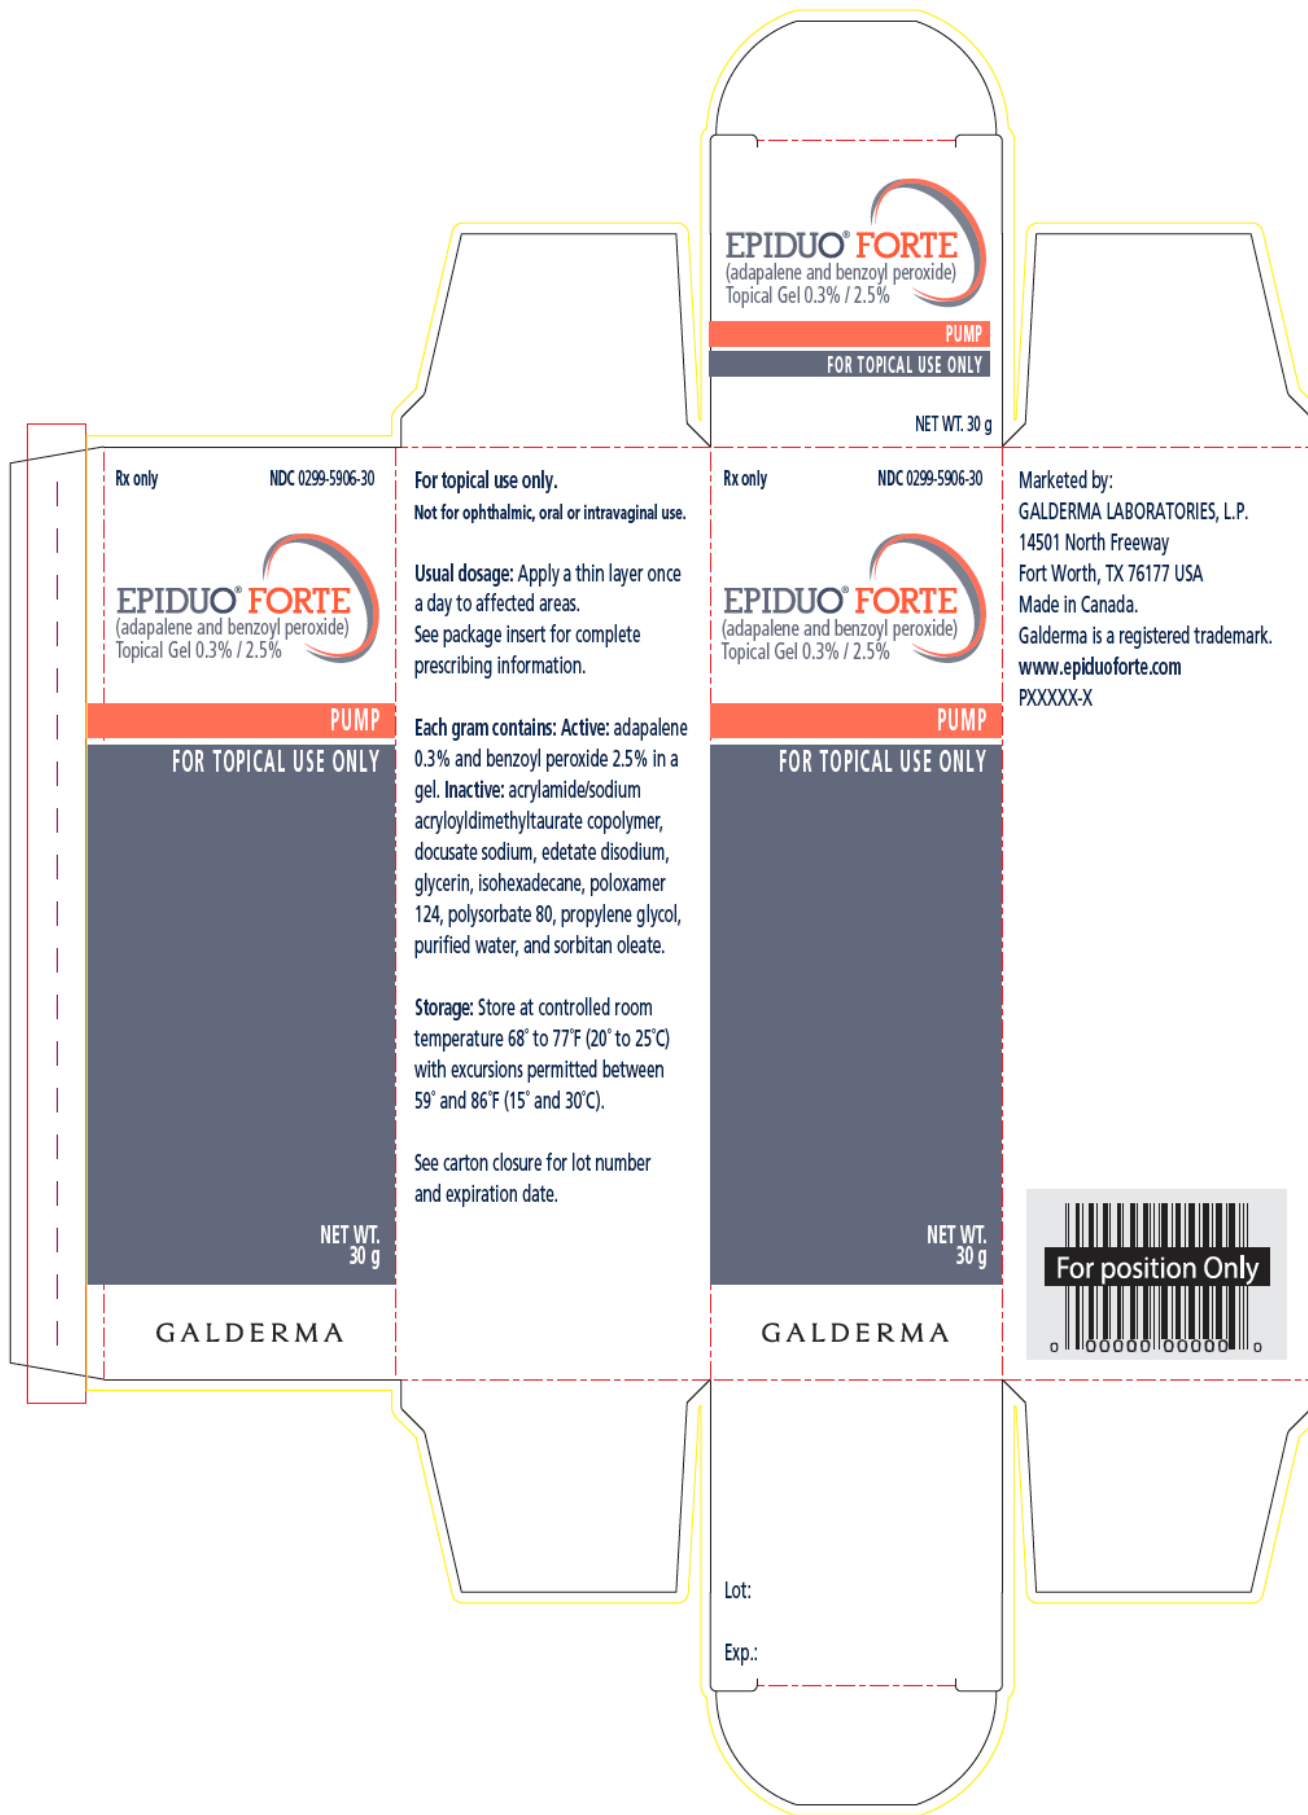 EPIDUO® FORTE
(adapalene and benzoyl peroxide)
Topical Gel 0.3% / 2.5%
PUMP
FOR TOPICAL USE ONLY
NET WT. 30 g
Rx only NDC 0299-5906-30
EPIDUO® FORTE
(adapalene and benzoyl peroxide)
Topical Gel 0.3% / 2.5%
PUMP
FOR TOPICAL USE ONLY
NET WT.
30 g
GALDERMA
For topical use only.
Not for ophthalmic, oral or intravaginal use.
Usual dosage: Apply a thin layer once
a day to affected areas.
See package insert for complete
prescribing information.
Each gram contains: Active: adapalene
0.3% and benzoyl peroxide 2.5% in a
gel. Inactive: acrylamide/sodium
acryloyldimethyltaurate copolymer,
docusate sodium, edetate disodium,
glycerin, isohexadecane, poloxamer
124, polysorbate 80, propylene glycol,
purified water, and sorbitan oleate.
Storage: Store at controlled room
temperature 68° to 77°F (20° to 25°C)
with excursions permitted between
59° and 86°F (15° and 30°C).
See carton closure for lot number
and expiration date.
Rx only NDC 0299-5906-30
EPIDUO® FORTE
(adapalene and benzoyl peroxide)
Topical Gel 0.3% / 2.5%
PUMP
FOR TOPICAL USE ONLY
NET WT.
30 g
GALDERMA
Marketed by:
GALDERMA LABORATORIES, L.P.
14501 North Freeway
Fort Worth, TX 76177 USA
Made in Canada.
Galderma is a registered trademark.
www.epiduoforte.com
PXXXXX-X
For position Only
0 00000 00000 0
Lot:
Exp.: